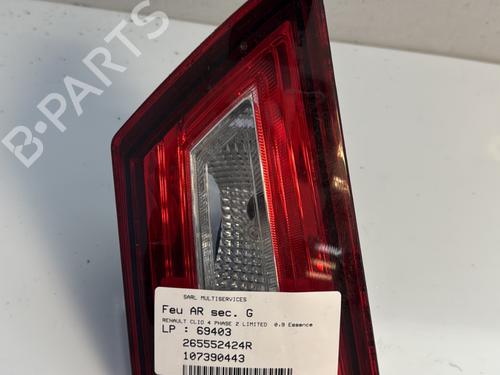 B-PARTS
SARL MULTISERVICES
Feu AR sec. G
RENAULT CLIO 4 PHASE 2 LIMITED 0.9 Essence
LP : 69403
265552424R
107390443